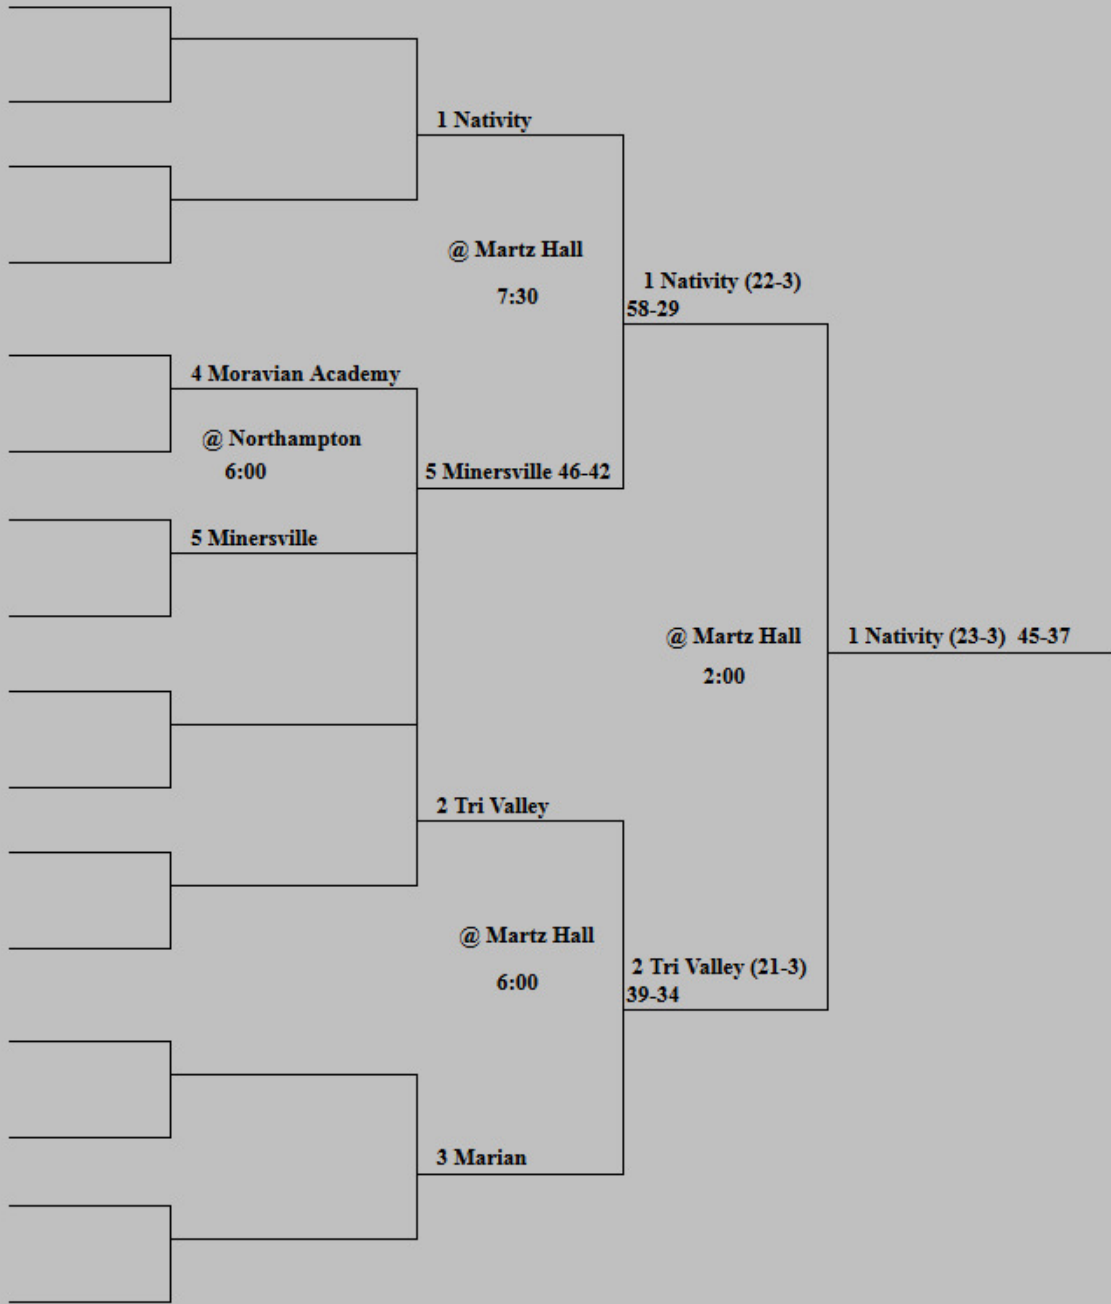 1 Nativity
@ Martz Hall
7:30
1 Nativity (22-3)
58-29
4 Moravian Academy
@ Northampton
6:00
5 Minersville 46-42
5 Minersville
@ Martz Hall
2:00
1 Nativity (23-3) 45-37
2 Tri Valley
@ Martz Hall
6:00
2 Tri Valley (21-3)
39-34
3 Marian